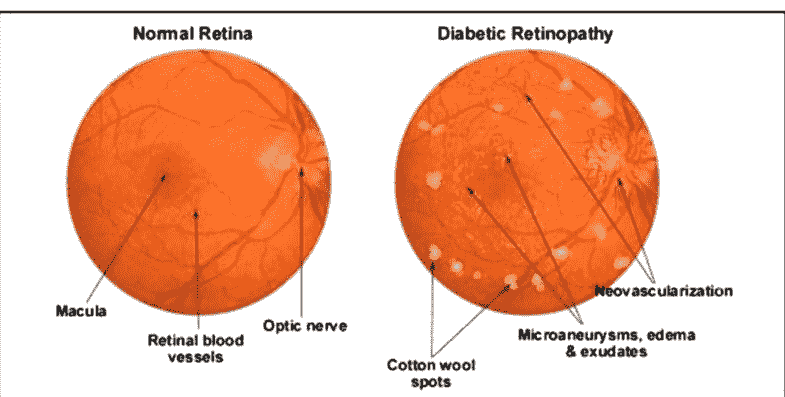 Normal Retina
Diabetic Retinopathy
Macula
Retinal blood
vessels
Optic nerve
Cotton wool
spots
Microaneurysms, edema
& exudates
Neovascularization